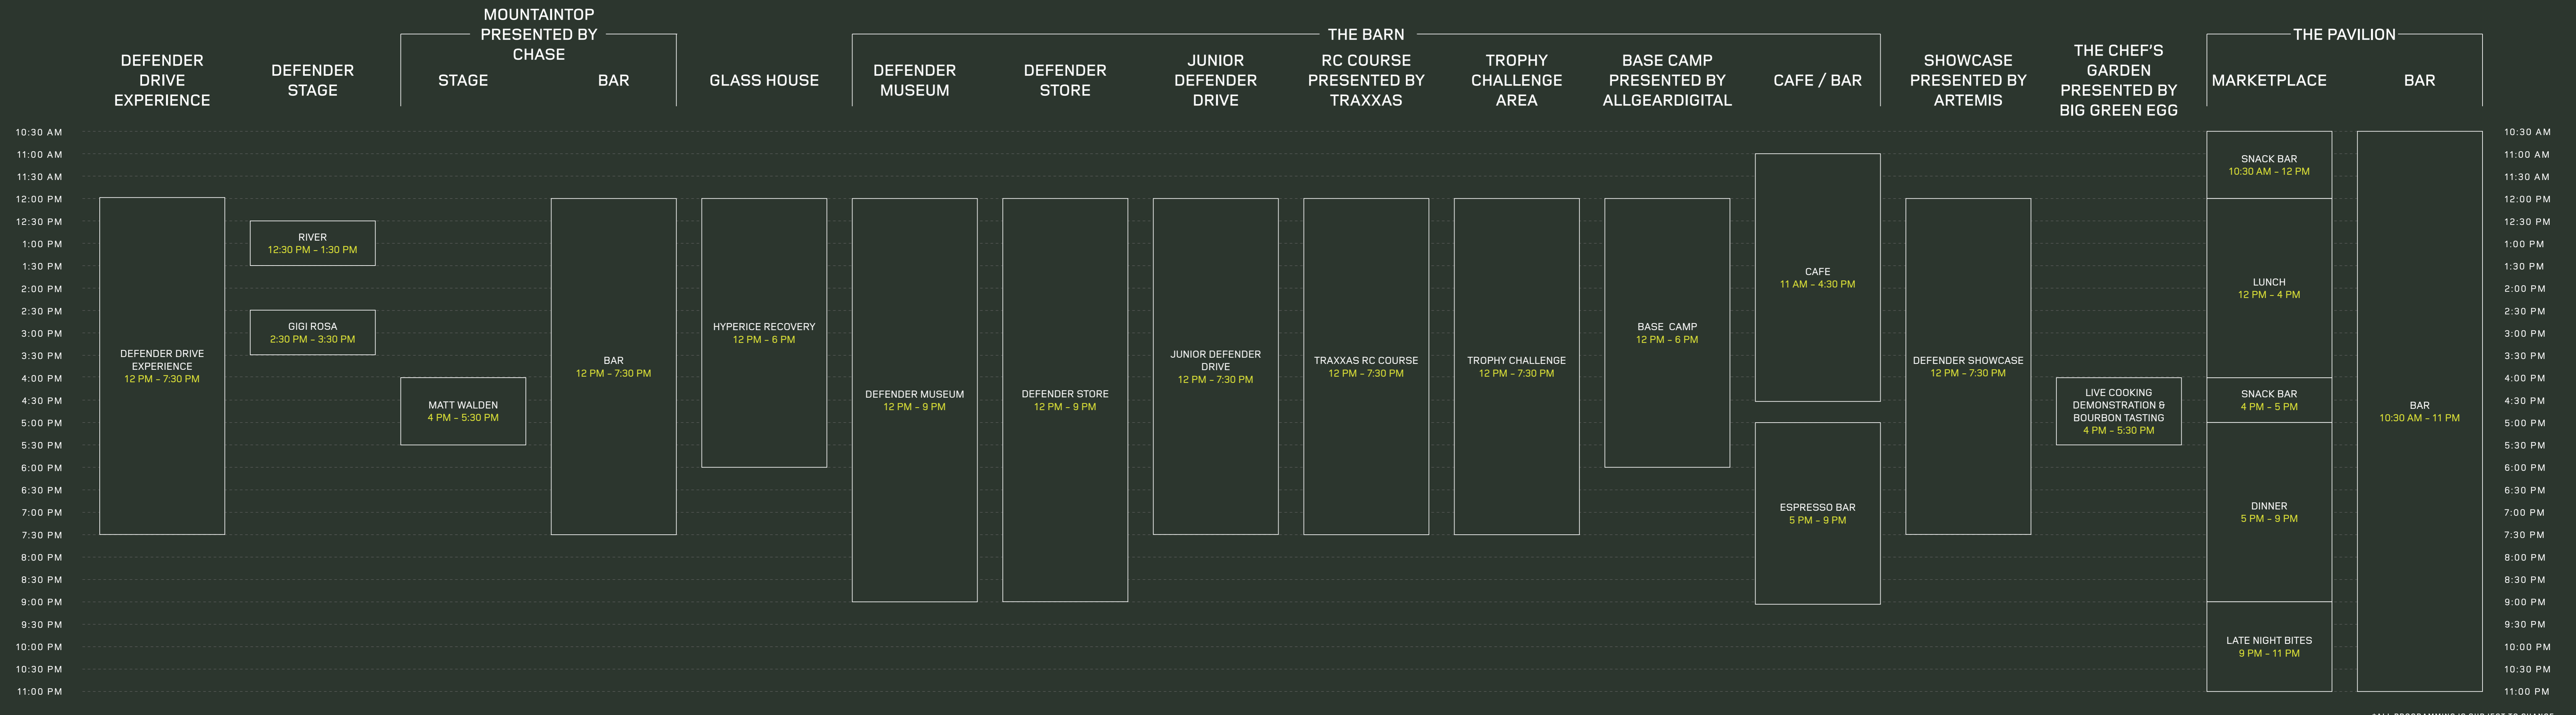 MOUNTAINTOP
PRESENTED BY
CHASE
THE BARN
THE PAVILION
DEFENDER
DRIVE
EXPERIENCE
DEFENDER
STAGE
STAGE
BAR
GLASS HOUSE
DEFENDER
MUSEUM
DEFENDER
STORE
JUNIOR
DEFENDER
DRIVE
RC COURSE
PRESENTED BY
TRAXXAS
TROPHY
CHALLENGE
AREA
BASE CAMP
PRESENTED BY
ALLGEARDIGITAL
CAFE / BAR
SHOWCASE
PRESENTED BY
ARTEMIS
THE CHEF'S
GARDEN
PRESENTED BY
BIG GREEN EGG
MARKETPLACE
BAR
10:30 AM
11:00 AM
11:30 AM
12:00 PM
12:30 PM
1:00 PM
1:30 PM
2:00 PM
2:30 PM
3:00 PM
3:30 PM
4:00 PM
4:30 PM
5:00 PM
5:30 PM
6:00 PM
6:30 PM
7:00 PM
7:30 PM
8:00 PM
8:30 PM
9:00 PM
9:30 PM
10:00 PM
10:30 PM
11:00 PM
DEFENDER DRIVE
EXPERIENCE
12 PM – 7:30 PM
RIVER
12:30 PM – 1:30 PM
GIGI ROSA
2:30 PM – 3:30 PM
MATT WALDEN
4 PM – 5:30 PM
BAR
12 PM – 7:30 PM
HYPERICE RECOVERY
12 PM – 6 PM
DEFENDER MUSEUM
12 PM – 9 PM
DEFENDER STORE
12 PM – 9 PM
JUNIOR DEFENDER
DRIVE
12 PM – 7:30 PM
TRAXXAS RC COURSE
12 PM – 7:30 PM
TROPHY CHALLENGE
12 PM – 7:30 PM
BASE CAMP
12 PM – 6 PM
CAFE
11 AM – 4:30 PM
ESPRESSO BAR
5 PM – 9 PM
DEFENDER SHOWCASE
12 PM – 7:30 PM
LIVE COOKING
DEMONSTRATION &
BOURBON TASTING
4 PM – 5:30 PM
SNACK BAR
10:30 AM – 12 PM
LUNCH
12 PM – 4 PM
SNACK BAR
4 PM – 5 PM
DINNER
5 PM – 9 PM
LATE NIGHT BITES
9 PM – 11 PM
BAR
10:30 AM – 11 PM
10:30 AM
11:00 AM
11:30 AM
12:00 PM
12:30 PM
1:00 PM
1:30 PM
2:00 PM
2:30 PM
3:00 PM
3:30 PM
4:00 PM
4:30 PM
5:00 PM
5:30 PM
6:00 PM
6:30 PM
7:00 PM
7:30 PM
8:00 PM
8:30 PM
9:00 PM
9:30 PM
10:00 PM
10:30 PM
11:00 PM